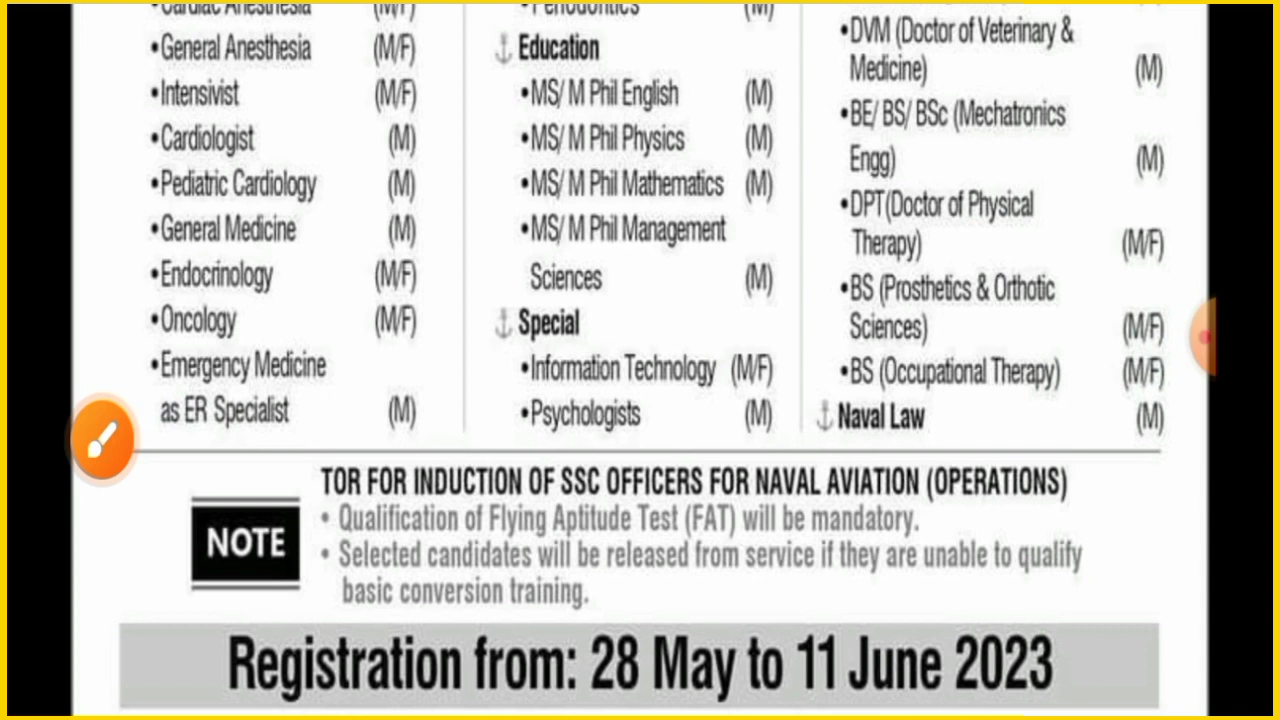 •Cardiac Anesthesia (M/F)
•General Anesthesia (M/F)
•Intensivist (M/F)
•Cardiologist (M)
•Pediatric Cardiology (M)
•General Medicine (M)
•Endocrinology (M/F)
•Oncology (M/F)
•Emergency Medicine
as ER Specialist (M)
•Periodontics (M)
Education
•MS/ M Phil English (M)
•MS/ M Phil Physics (M)
•MS/ M Phil Mathematics (M)
•MS/ M Phil Management
Sciences (M)
Special
•Information Technology (M/F)
•Psychologists (M)
•DVM (Doctor of Veterinary &
Medicine) (M)
•BE/ BS/ BSc (Mechatronics
Engg) (M)
•DPT(Doctor of Physical
Therapy) (M/F)
•BS (Prosthetics & Orthotic
Sciences) (M/F)
•BS (Occupational Therapy) (M/F)
Naval Law (M)
TOR FOR INDUCTION OF SSC OFFICERS FOR NAVAL AVIATION (OPERATIONS)
NOTE
• Qualification of Flying Aptitude Test (FAT) will be mandatory.
• Selected candidates will be released from service if they are unable to qualify
basic conversion training.
Registration from: 28 May to 11 June 2023